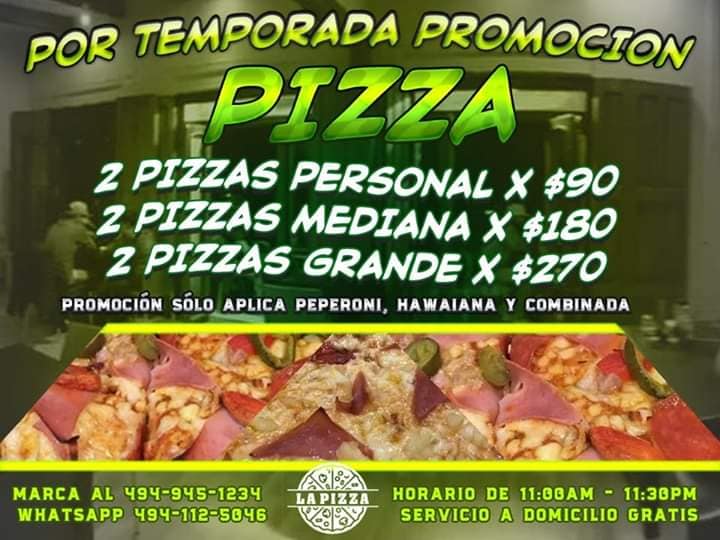 POR TEMPORADA PROMOCION
PIZZA
2 PIZZAS PERSONAL X $90
2 PIZZAS MEDIANA X $180
2 PIZZAS GRANDE X $270
PROMOCIÓN SÓLO APLICA PEPERONI, HAWAIANA Y COMBINADA
MARCA AL 494-945-1234
WHATSAPP 494-112-5046
LA PIZZA
HORARIO DE 11:00AM - 11:30PM
SERVICIO A DOMICILIO GRATIS